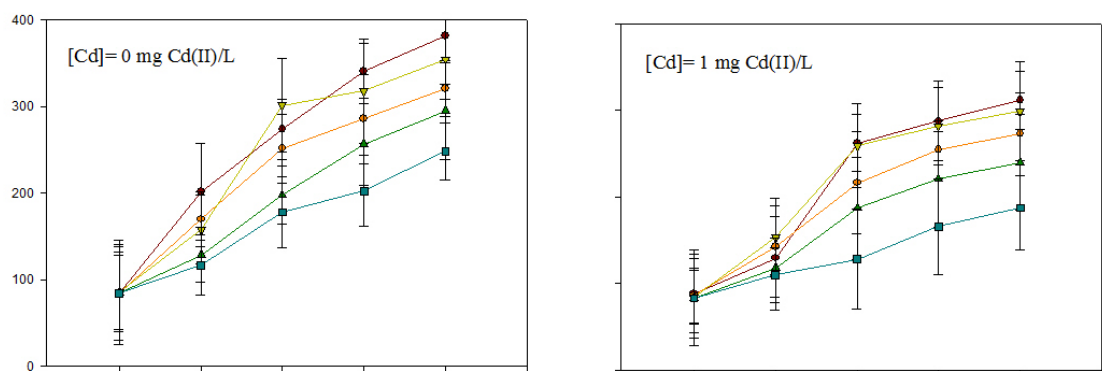 400
[Cd]= 0 mg Cd(II)/L
300
200
100
0
[Cd]= 1 mg Cd(II)/L